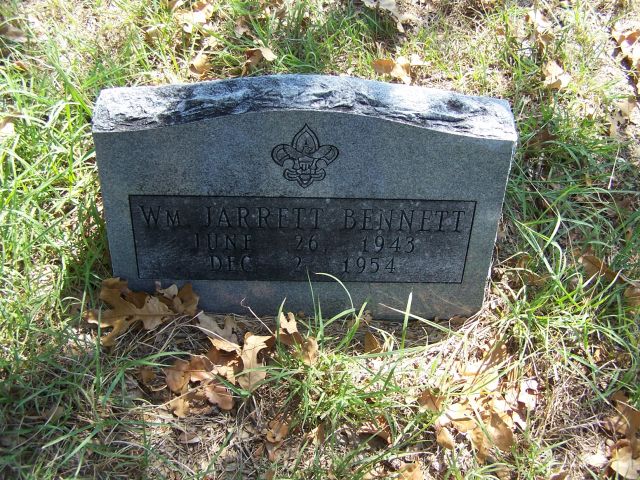 WM. JARRETT BENNETT
JUNE 26, 1943
DEC 2, 1954